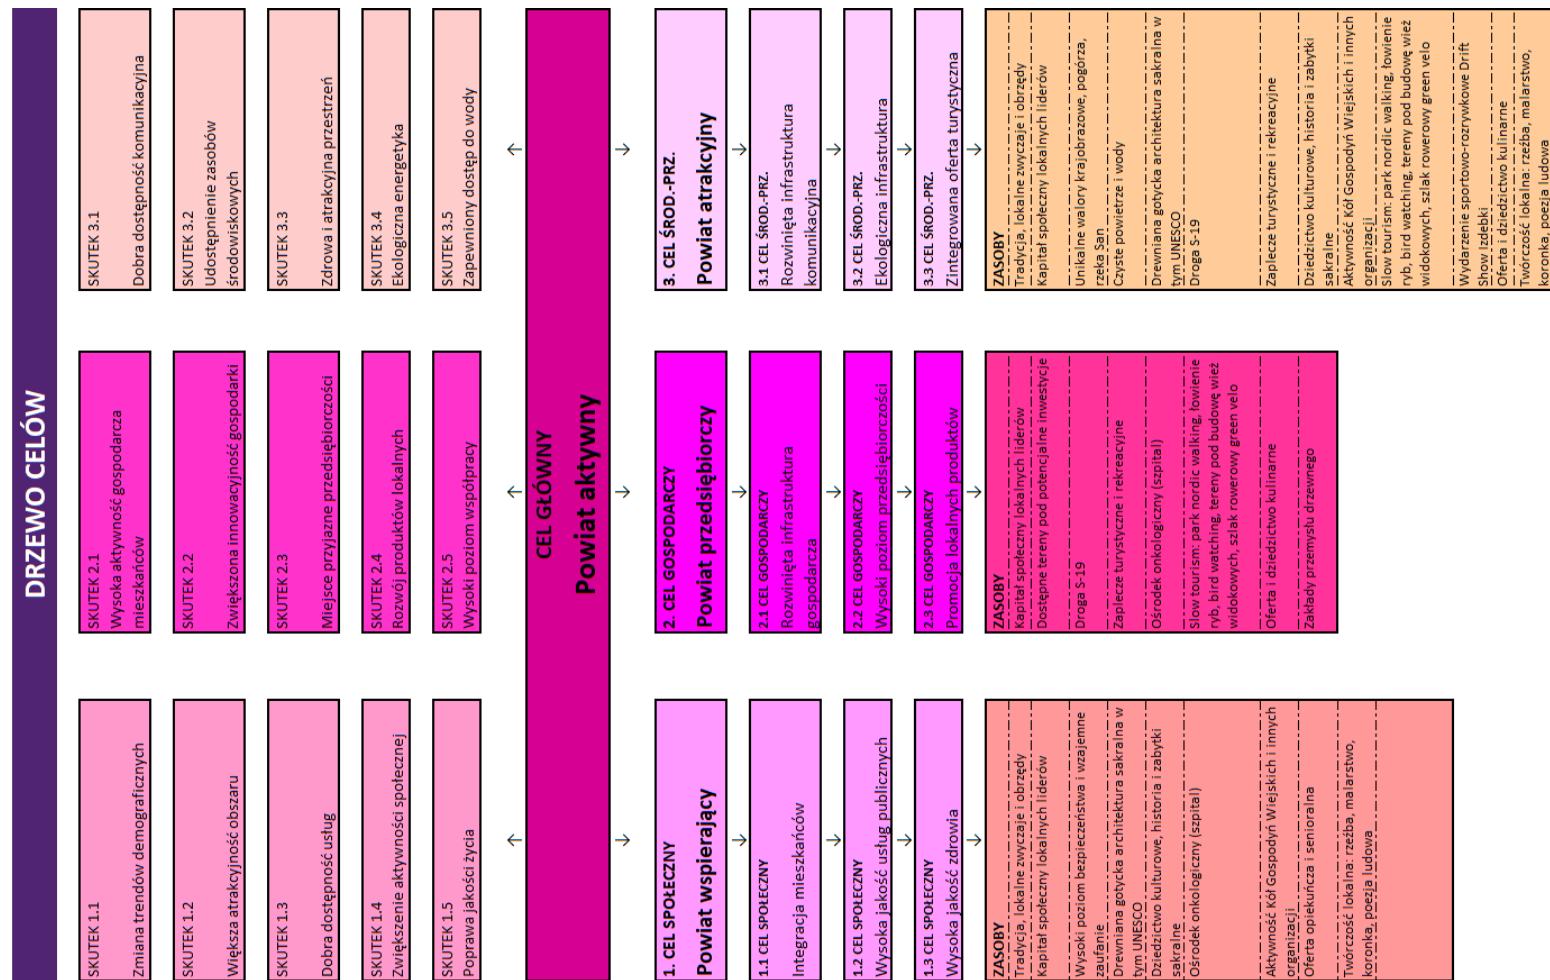 DRZEWO CELÓW
SKUTEK 1.1
Zmiana trendów demograficznych
SKUTEK 2.1
Wysoka aktywność gospodarcza
mieszkańców
SKUTEK 3.1
Dobra dostępność komunikacyjna
SKUTEK 1.2
Większa atrakcyjność obszaru
SKUTEK 2.2
Zwiększona innowacyjność gospodarki
SKUTEK 3.2
Udostępnienie zasobów
środowiskowych
SKUTEK 1.3
Dobra dostępność usług
SKUTEK 2.3
Miejsce przyjazne przedsiębiorczości
SKUTEK 3.3
Zdrowa i atrakcyjna przestrzeń
SKUTEK 1.4
Zwiększenie aktywności społecznej
SKUTEK 2.4
Rozwój produktów lokalnych
SKUTEK 3.4
Ekologiczna energetyka
SKUTEK 1.5
Poprawa jakości życia
SKUTEK 2.5
Wysoki poziom współpracy
SKUTEK 3.5
Zapewniony dostęp do wody
CEL GŁÓWNY
Powiat aktywny
1. CEL SPOŁECZNY
Powiat wspierający
2. CEL GOSPODARCZY
Powiat przedsiębiorczy
3. CEL ŚROD.-PRZ.
Powiat atrakcyjny
1.1 CEL SPOŁECZNY
Integracja mieszkańców
2.1 CEL GOSPODARCZY
Rozwinięta infrastruktura
gospodarcza
3.1 CEL ŚROD.-PRZ.
Rozwinięta infrastruktura
komunikacyjna
1.2 CEL SPOŁECZNY
Wysoka jakość usług publicznych
2.2 CEL GOSPODARCZY
Wysoki poziom przedsiębiorczości
3.2 CEL ŚROD.-PRZ.
Ekologiczna infrastruktura
1.3 CEL SPOŁECZNY
Wysoka jakość zdrowia
2.3 CEL GOSPODARCZY
Promocja lokalnych produktów
3.3 CEL ŚROD.-PRZ.
Zintegrowana oferta turystyczna
ZASOBY
Tradycja, lokalne zwyczaje i obrzędy
Kapitał społeczny lokalnych liderów
Wysoki poziom bezpieczeństwa i wzajemne
zaufanie
Drewniana gotycka architektura sakralna w
tym UNESCO
Dziedzictwo kulturowe, historia i zabytki
sakralne
Ośrodek onkologiczny (szpital)
Aktywność Kół Gospodyń Wiejskich i innych
organizacji
Oferta opiekuńcza i senioralna
Twórczość lokalna: rzeźba, malarstwo,
koronka, poezja ludowa
ZASOBY
Kapitał społeczny lokalnych liderów
Dostępne tereny pod potencjalne inwestycje
Droga S-19
Zaplecze turystyczne i rekreacyjne
Ośrodek onkologiczny (szpital)
Slow tourism: park nordic walking, łowienie
ryb, bird watching, tereny pod budowę wież
widokowych, szlak rowerowy green velo
Oferta i dziedzictwo kulinarne
Zakłady przemysłu drzewnego
ZASOBY
Tradycja, lokalne zwyczaje i obrzędy
Kapitał społeczny lokalnych liderów
Unikalne walory krajobrazowe, pogórza,
rzeka San
Czyste powietrze i wody
Drewniana gotycka architektura sakralna w
tym UNESCO
Droga S-19
Zaplecze turystyczne i rekreacyjne
Dziedzictwo kulturowe, historia i zabytki
sakralne
Aktywność Kół Gospodyń Wiejskich i innych
organizacji
Slow tourism: park nordic walking, łowienie
ryb, bird watching, tereny pod budowę wież
widokowych, szlak rowerowy green velo
Wydarzenie sportowo-rozrywkowe Drift
Show Izdebki
Oferta i dziedzictwo kulinarne
Twórczość lokalna: rzeźba, malarstwo,
koronka, poezja ludowa